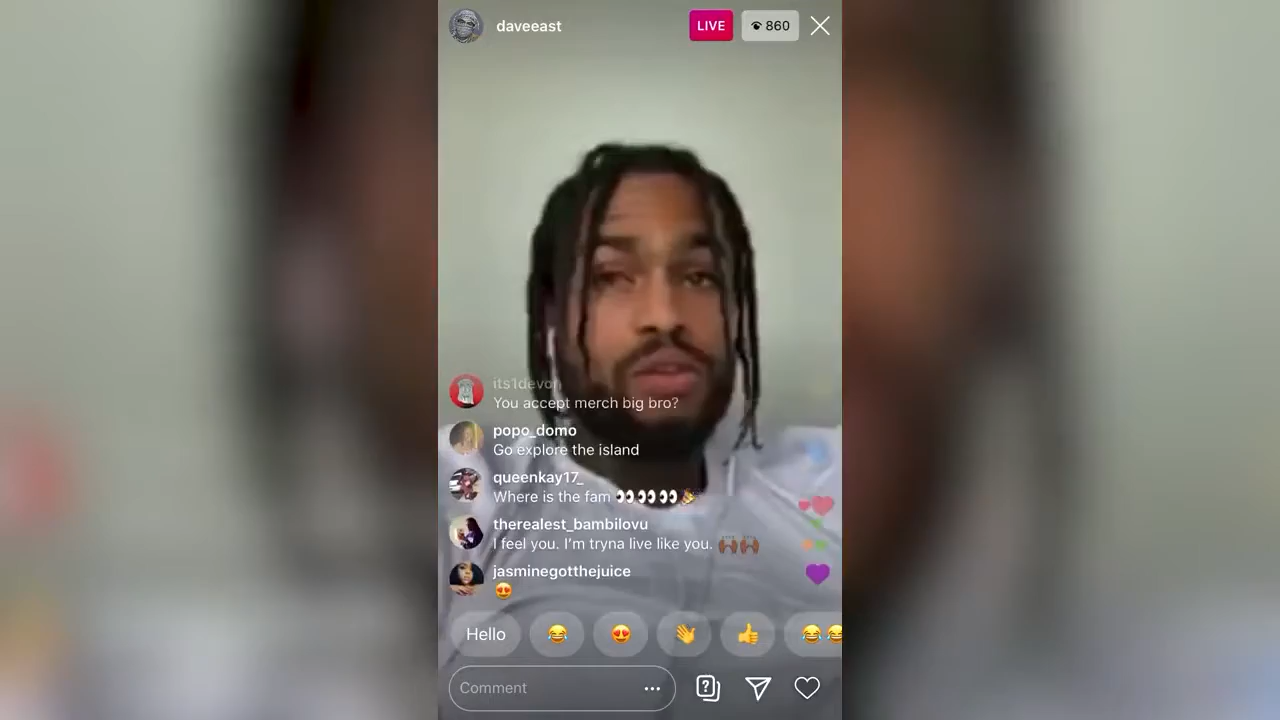 daveeast
LIVE
860
its1devon
You accept merch big bro?
popo_domo
Go explore the island
queenkay17_
Where is the fam 👀👀👀🎉
therealest_bambilovu
I feel you. I'm tryna live like you. 🙌🏾🙌🏾
jasminegotthejuice
😍
Hello 😂 😍 👋 👍 😂😂
Comment